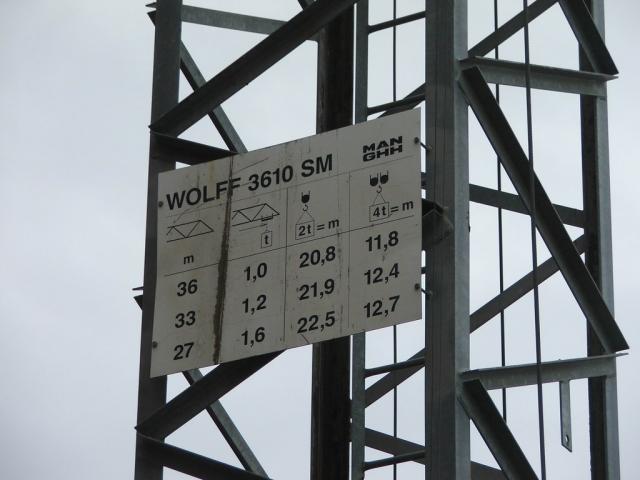 WOLFF 3610 SM MAN
GHH
m t 2t = m 4t = m
36 1,0 20,8 11,8
33 1,2 21,9 12,4
27 1,6 22,5 12,7